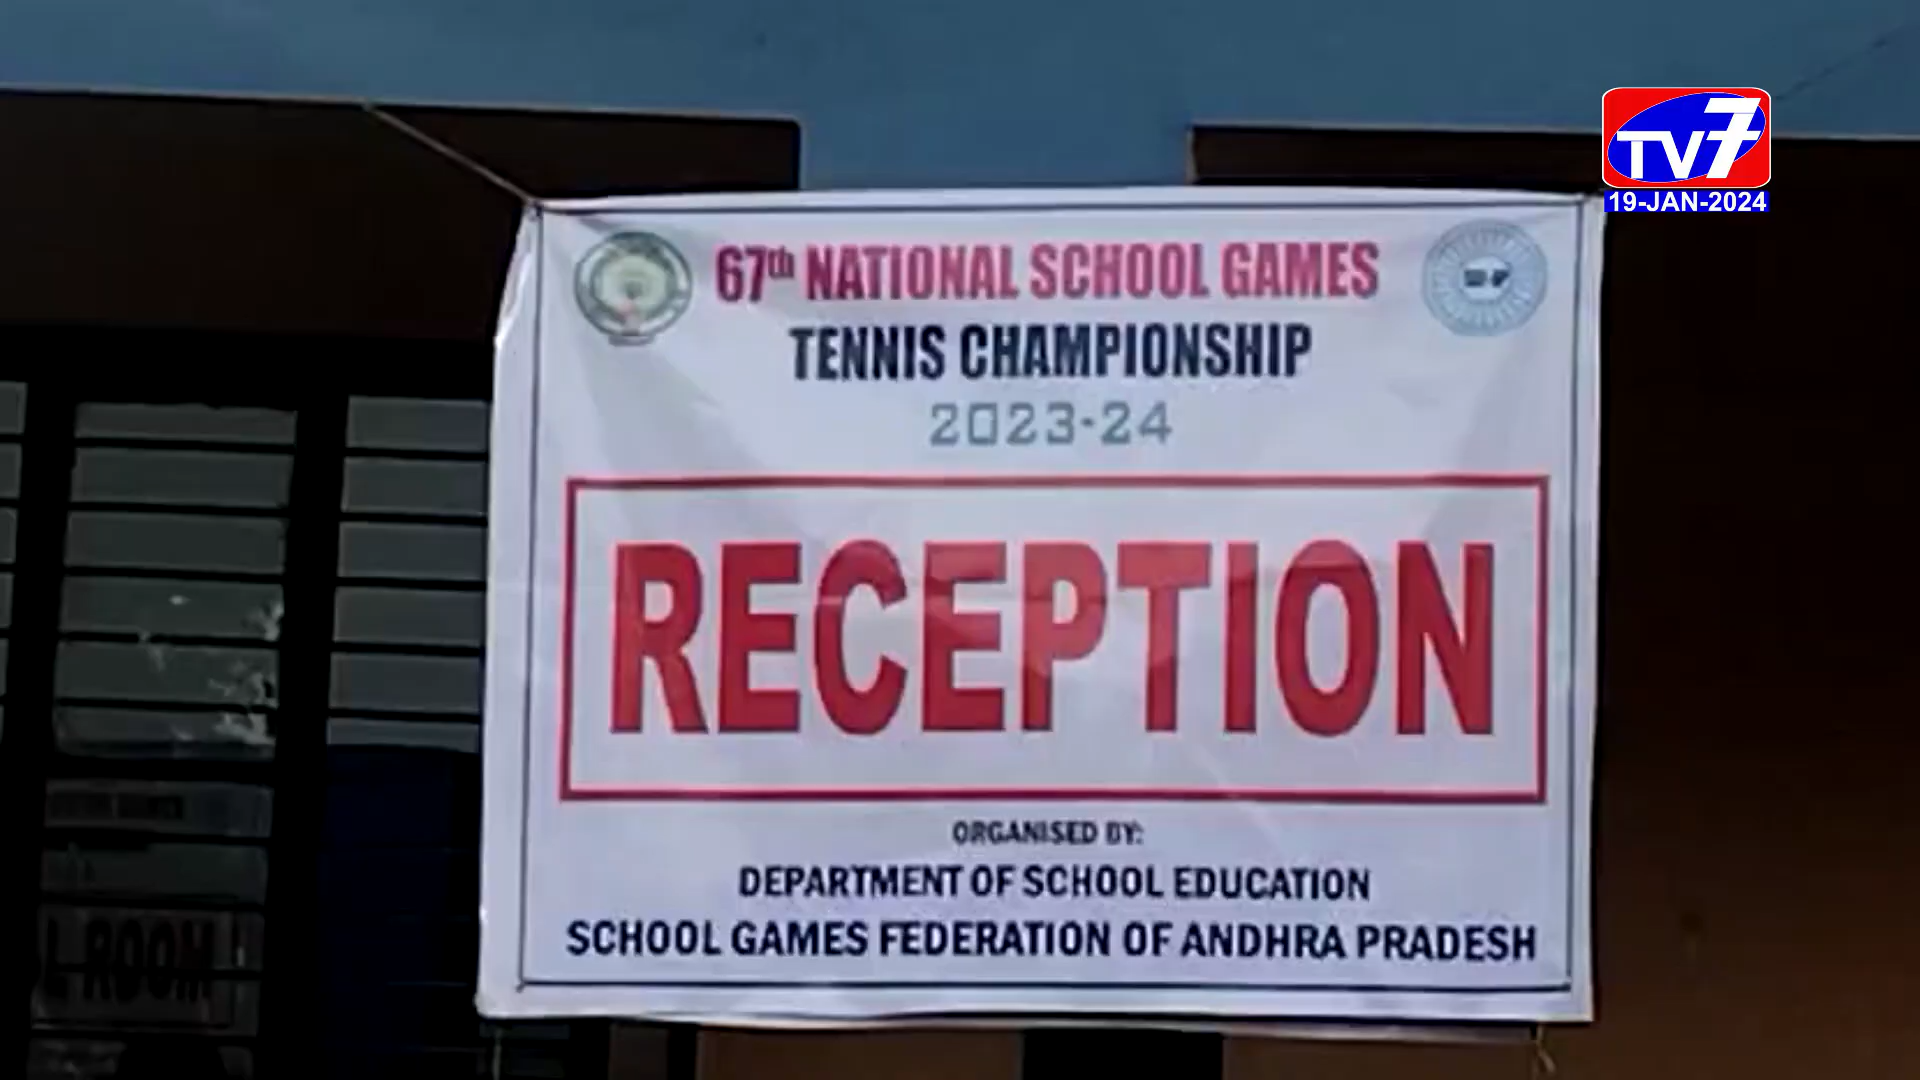 TV7
19-JAN-2024
67th NATIONAL SCHOOL GAMES
TENNIS CHAMPIONSHIP
2023-24
RECEPTION
ORGANISED BY:
DEPARTMENT OF SCHOOL EDUCATION
SCHOOL GAMES FEDERATION OF ANDHRA PRADESH
ROOM